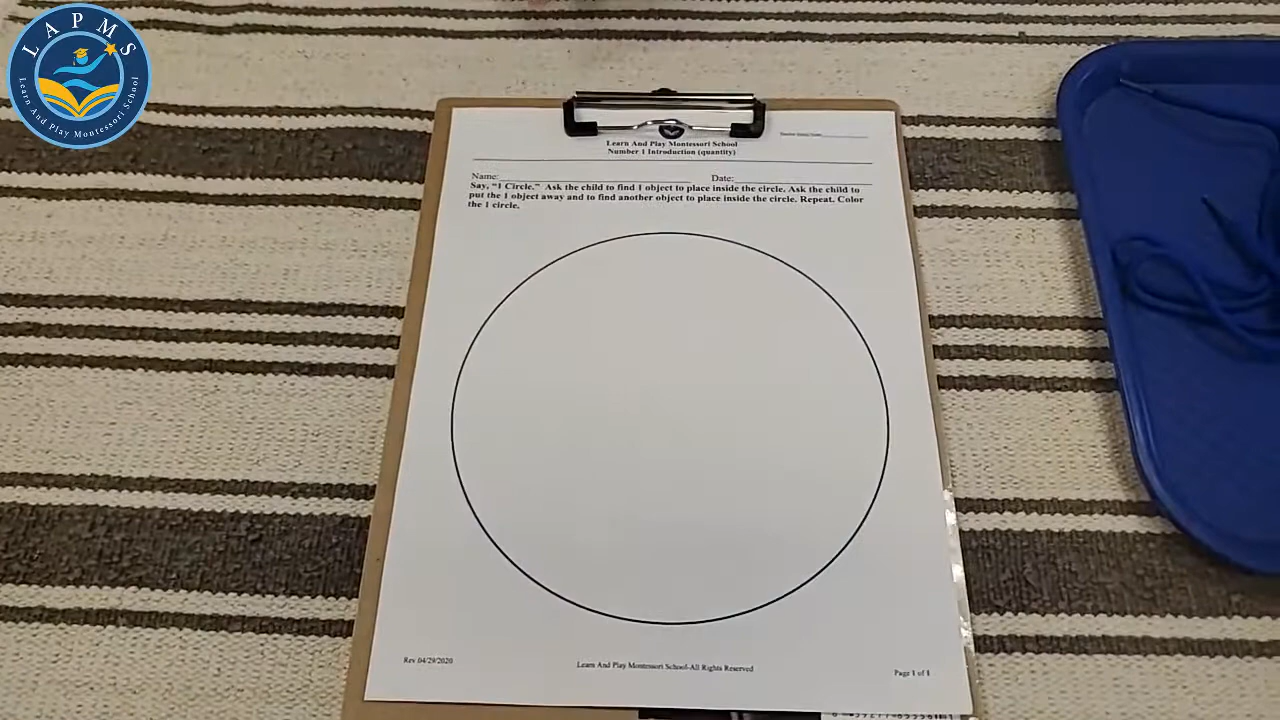 LAPMS
Learn And Play Montessori School
Learn And Play Montessori School
Number 1 Introduction (quantity)
Name: Date:
Say, “1 Circle.” Ask the child to find 1 object to place inside the circle. Ask the child to
put the 1 object away and to find another object to place inside the circle. Repeat. Color
the 1 circle.
Rev 04/29/2020 Learn And Play Montessori School-All Rights Reserved Page 1 of 1